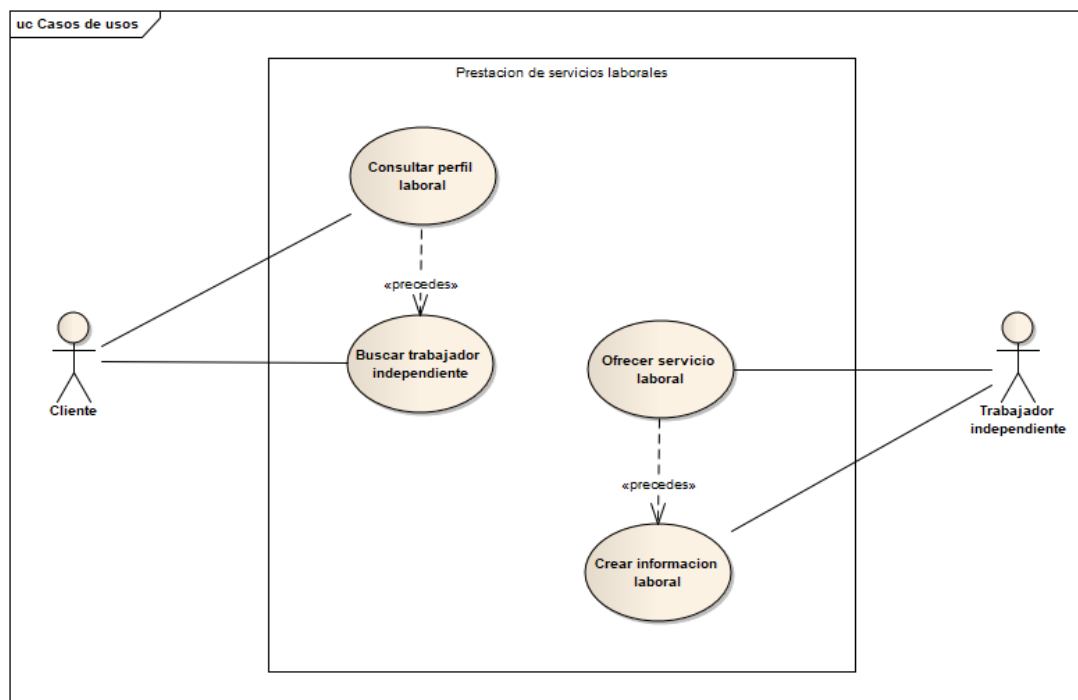 uc Casos de usos
Prestacion de servicios laborales
Consultar perfil
laboral
«precedes»
Buscar trabajador
independiente
Ofrecer servicio
laboral
Cliente
Trabajador
independiente
«precedes»
Crear informacion
laboral